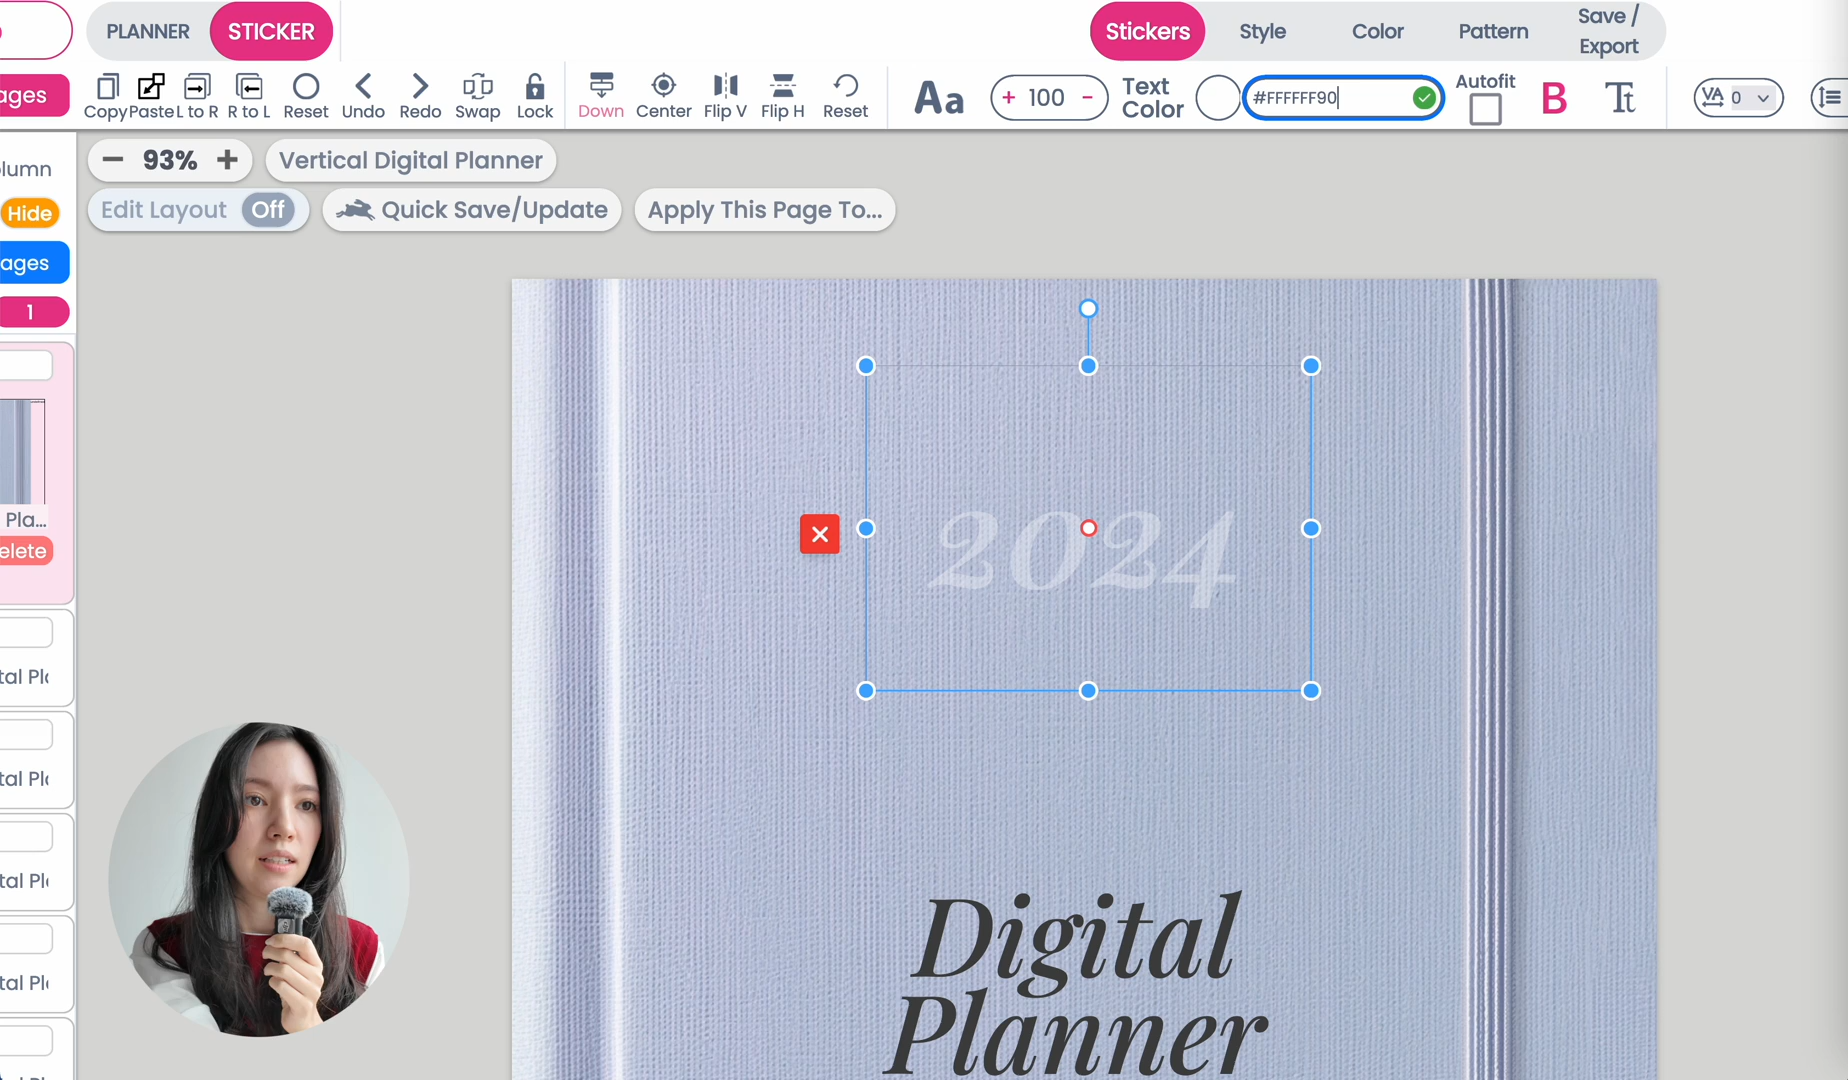 PLANNER
STICKER
Stickers
Style
Color
Pattern
Save /
Export
ages
Copy
Paste
L to R
R to L
Reset
Undo
Redo
Swap
Lock
Down
Center
Flip V
Flip H
Reset
Aa
+ 100 -
Text
Color
#FFFFFF90
Autofit
B
Tt
VA 0
lumn
− 93% +
Vertical Digital Planner
Hide
Edit Layout Off
Quick Save/Update
Apply This Page To...
ages
1
2024
Pla...
elete
tal Pl
tal Pl
tal Pl
tal Pl
Digital
Planner